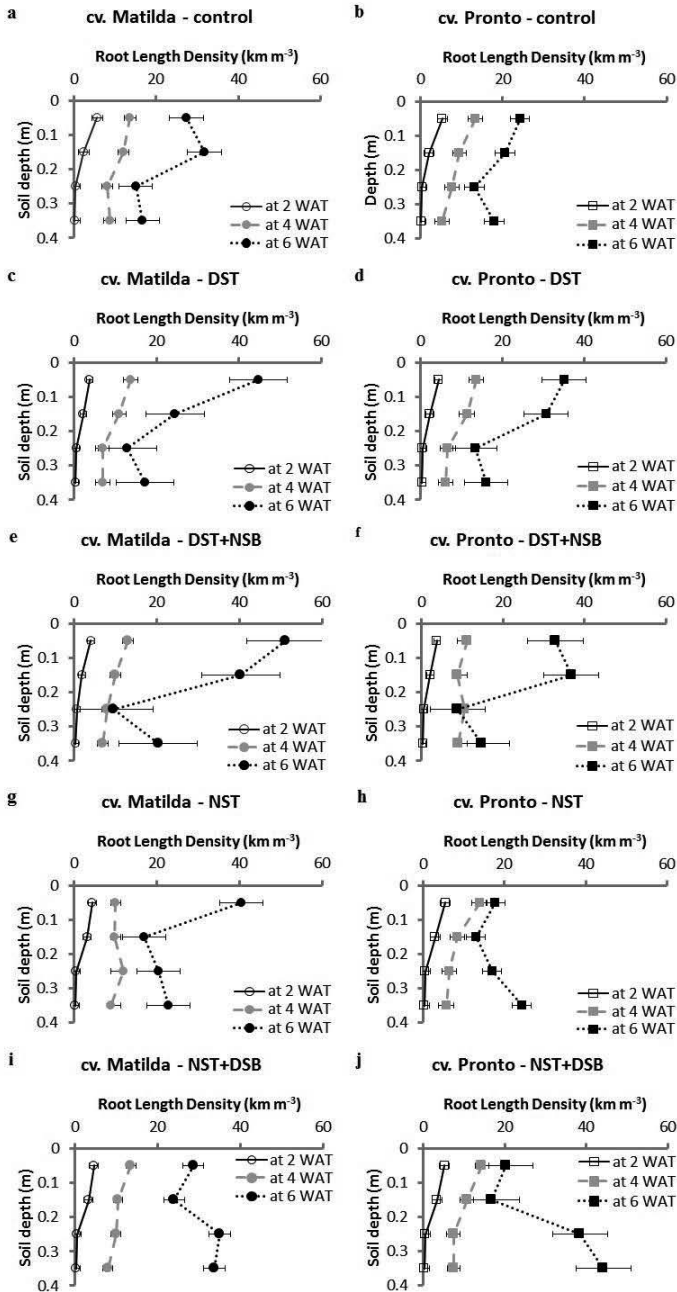 a cv. Matilda - control
Root Length Density (km m⁻³)
0 20 40 60
0
0.1
0.2
0.3
0.4
Soil depth (m)
at 2 WAT
at 4 WAT
at 6 WAT
b cv. Pronto - control
Root Length Density (km m⁻³)
0 20 40 60
0
0.1
0.2
0.3
0.4
Depth (m)
at 2 WAT
at 4 WAT
at 6 WAT
c cv. Matilda - DST
Root Length Density (km m⁻³)
0 20 40 60
0
0.1
0.2
0.3
0.4
Soil depth (m)
at 2 WAT
at 4 WAT
at 6 WAT
d cv. Pronto - DST
Root Length Density (km m⁻³)
0 20 40 60
0
0.1
0.2
0.3
0.4
Soil depth (m)
at 2 WAT
at 4 WAT
at 6 WAT
e cv. Matilda - DST+NSB
Root Length Density (km m⁻³)
0 20 40 60
0
0.1
0.2
0.3
0.4
Soil depth (m)
at 2 WAT
at 4 WAT
at 6 WAT
f cv. Pronto - DST+NSB
Root Length Density (km m⁻³)
0 20 40 60
0
0.1
0.2
0.3
0.4
Soil depth (m)
at 2 WAT
at 4 WAT
at 6 WAT
g cv. Matilda - NST
Root Length Density (km m⁻³)
0 20 40 60
0
0.1
0.2
0.3
0.4
Soil depth (m)
at 2 WAT
at 4 WAT
at 6 WAT
h cv. Pronto - NST
Root Length Density (km m⁻³)
0 20 40 60
0
0.1
0.2
0.3
0.4
Soil depth (m)
at 2 WAT
at 4 WAT
at 6 WAT
i cv. Matilda - NST+DSB
Root Length Density (km m⁻³)
0 20 40 60
0
0.1
0.2
0.3
0.4
Soil depth (m)
at 2 WAT
at 4 WAT
at 6 WAT
j cv. Pronto - NST+DSB
Root Length Density (km m⁻³)
0 20 40 60
0
0.1
0.2
0.3
0.4
Soil depth (m)
at 2 WAT
at 4 WAT
at 6 WAT